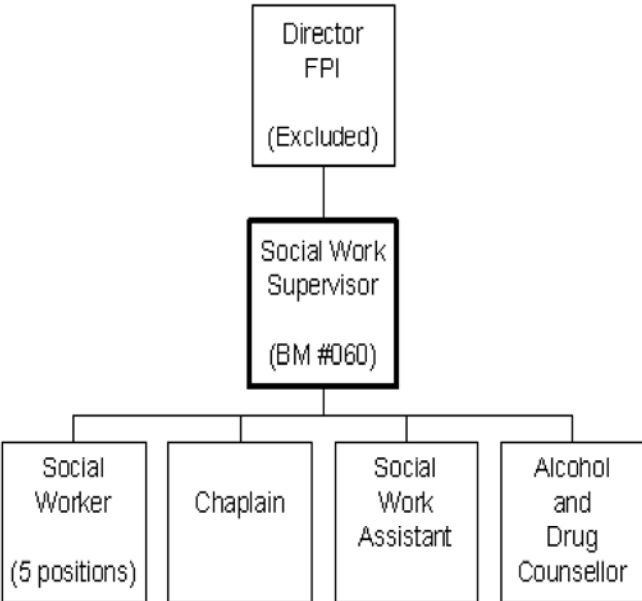 Director
FPI
(Excluded)
Social Work
Supervisor
(BM #060)
Social
Worker
(5 positions)
Chaplain
Social
Work
Assistant
Alcohol
and
Drug
Counsellor